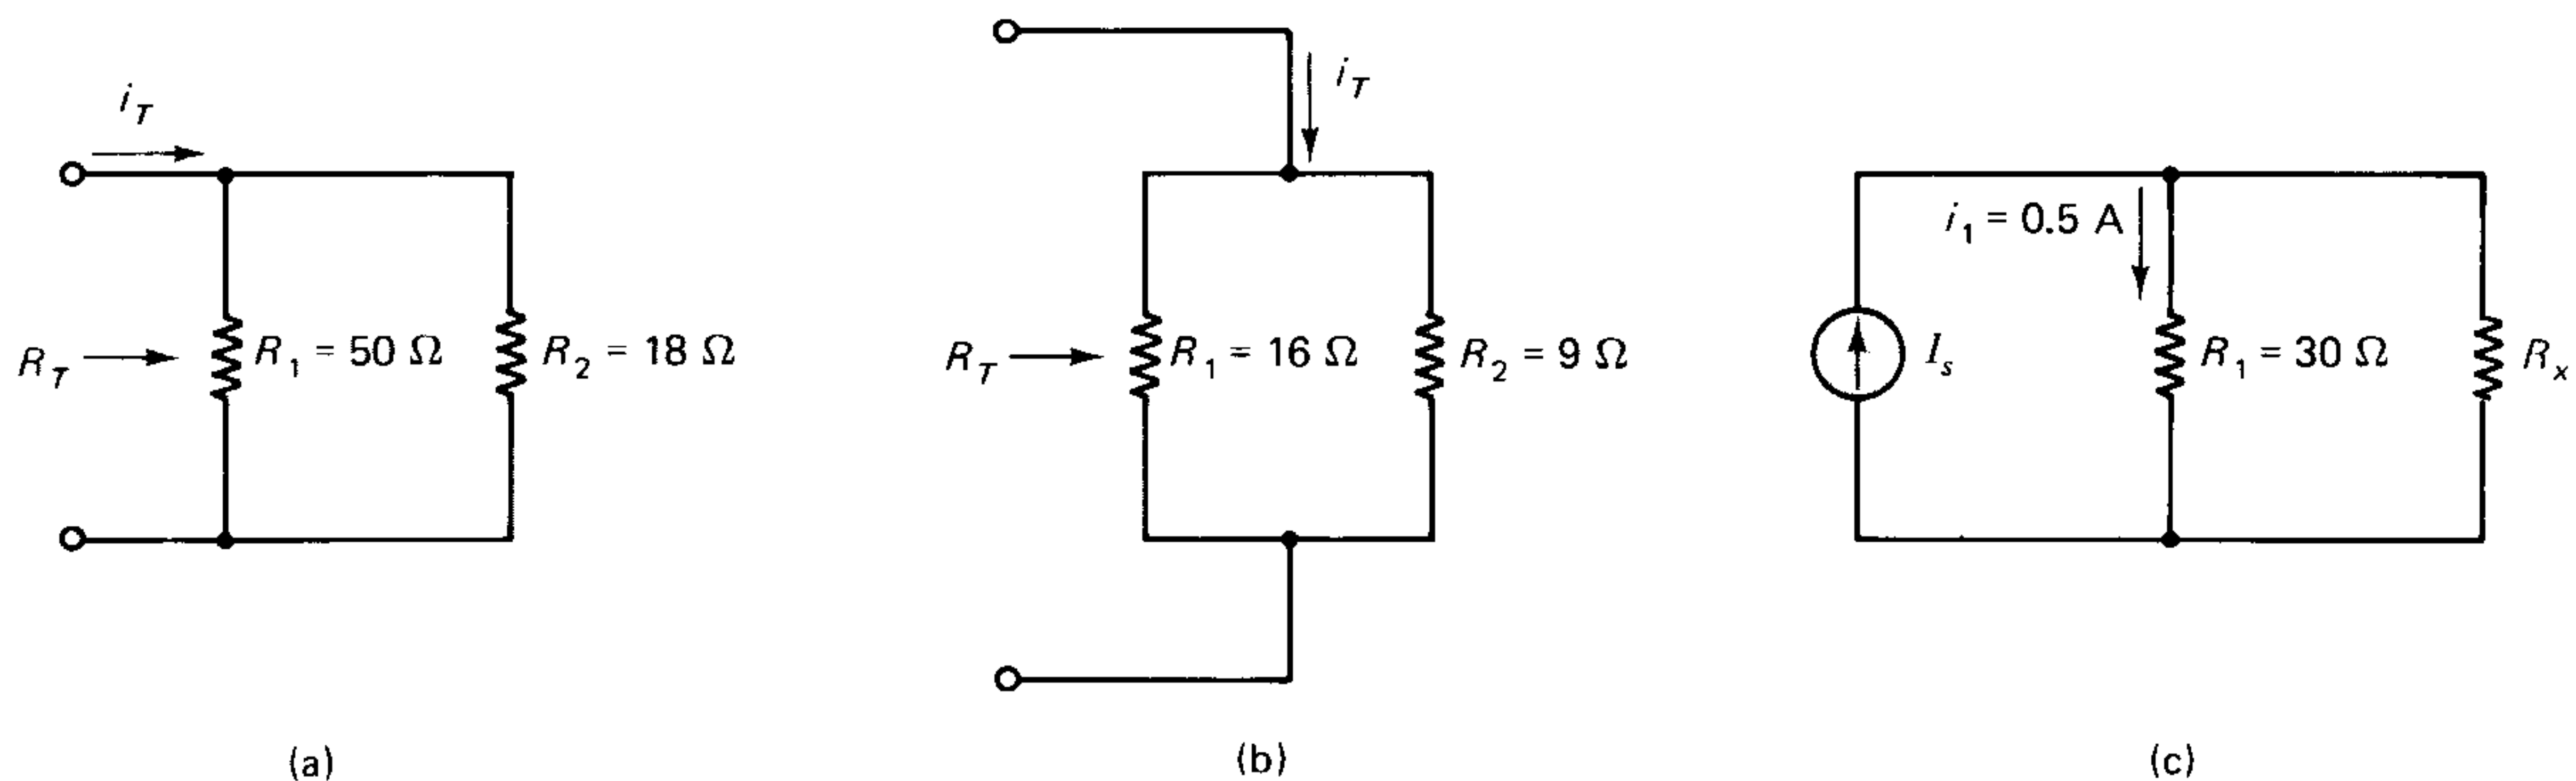 i_T
R_T
R_1 = 50 Ω
R_2 = 18 Ω
(a)
i_T
R_T
R_1 = 16 Ω
R_2 = 9 Ω
(b)
i_1 = 0.5 A
I_s
R_1 = 30 Ω
R_x
(c)